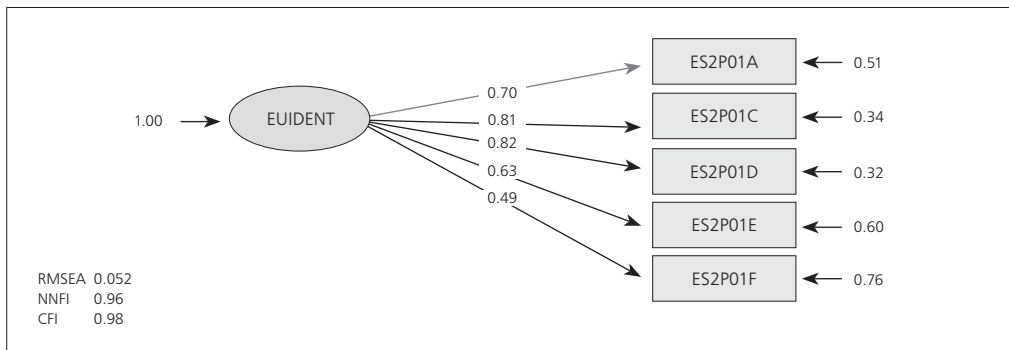 ES2P01A
0.51
0.70
1.00
EUIDENT
0.81
ES2P01C
0.34
0.82
ES2P01D
0.32
0.63
0.49
ES2P01E
0.60
ES2P01F
0.76
RMSEA 0.052
NNFI 0.96
CFI 0.98